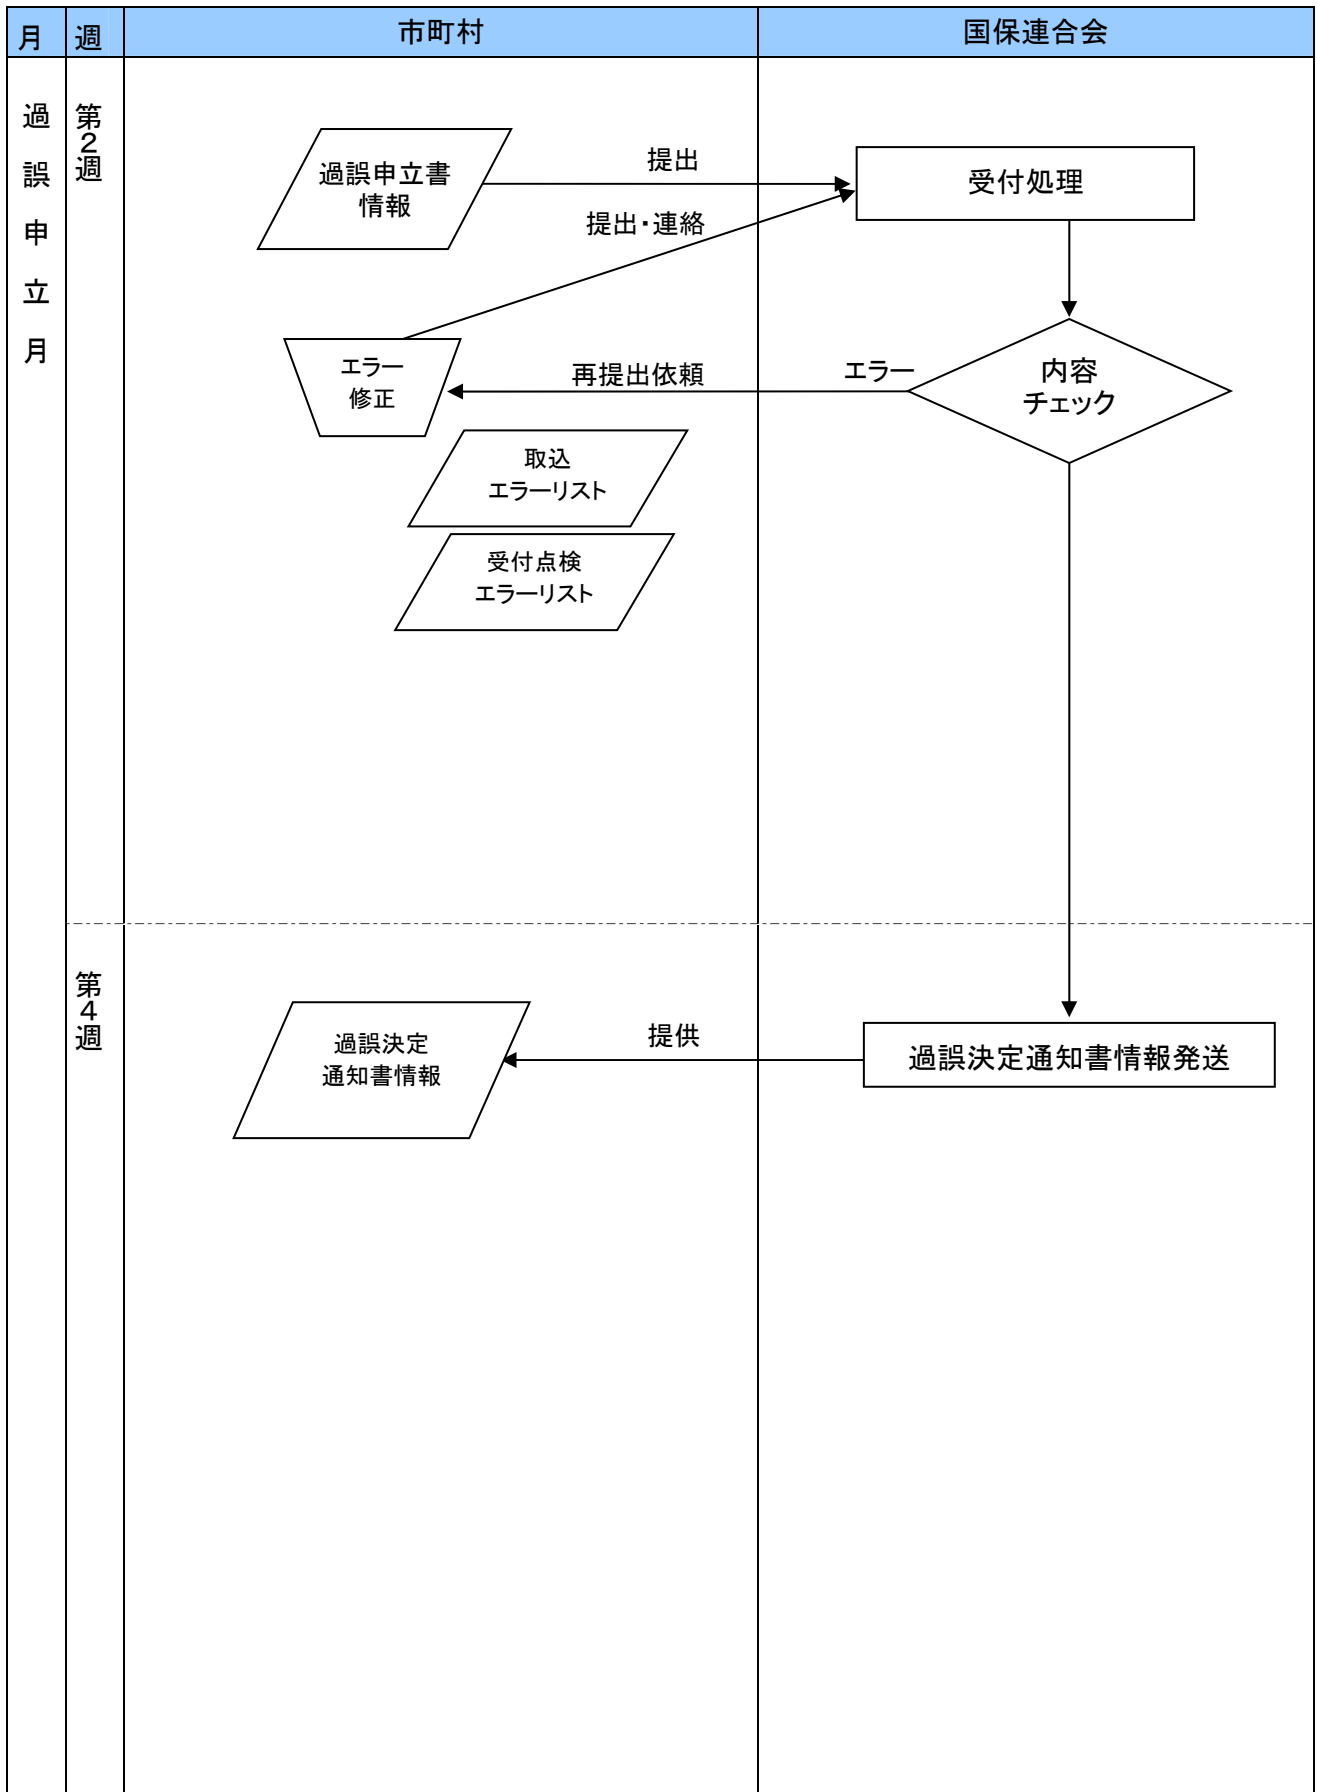 月
週
市町村
国保連合会
過誤申立月
第2週
過誤申立書
情報
提出
受付処理
提出・連絡
エラー
修正
再提出依頼
エラー
内容
チェック
取込
エラーリスト
受付点検
エラーリスト
第4週
過誤決定
通知書情報
提供
過誤決定通知書情報発送